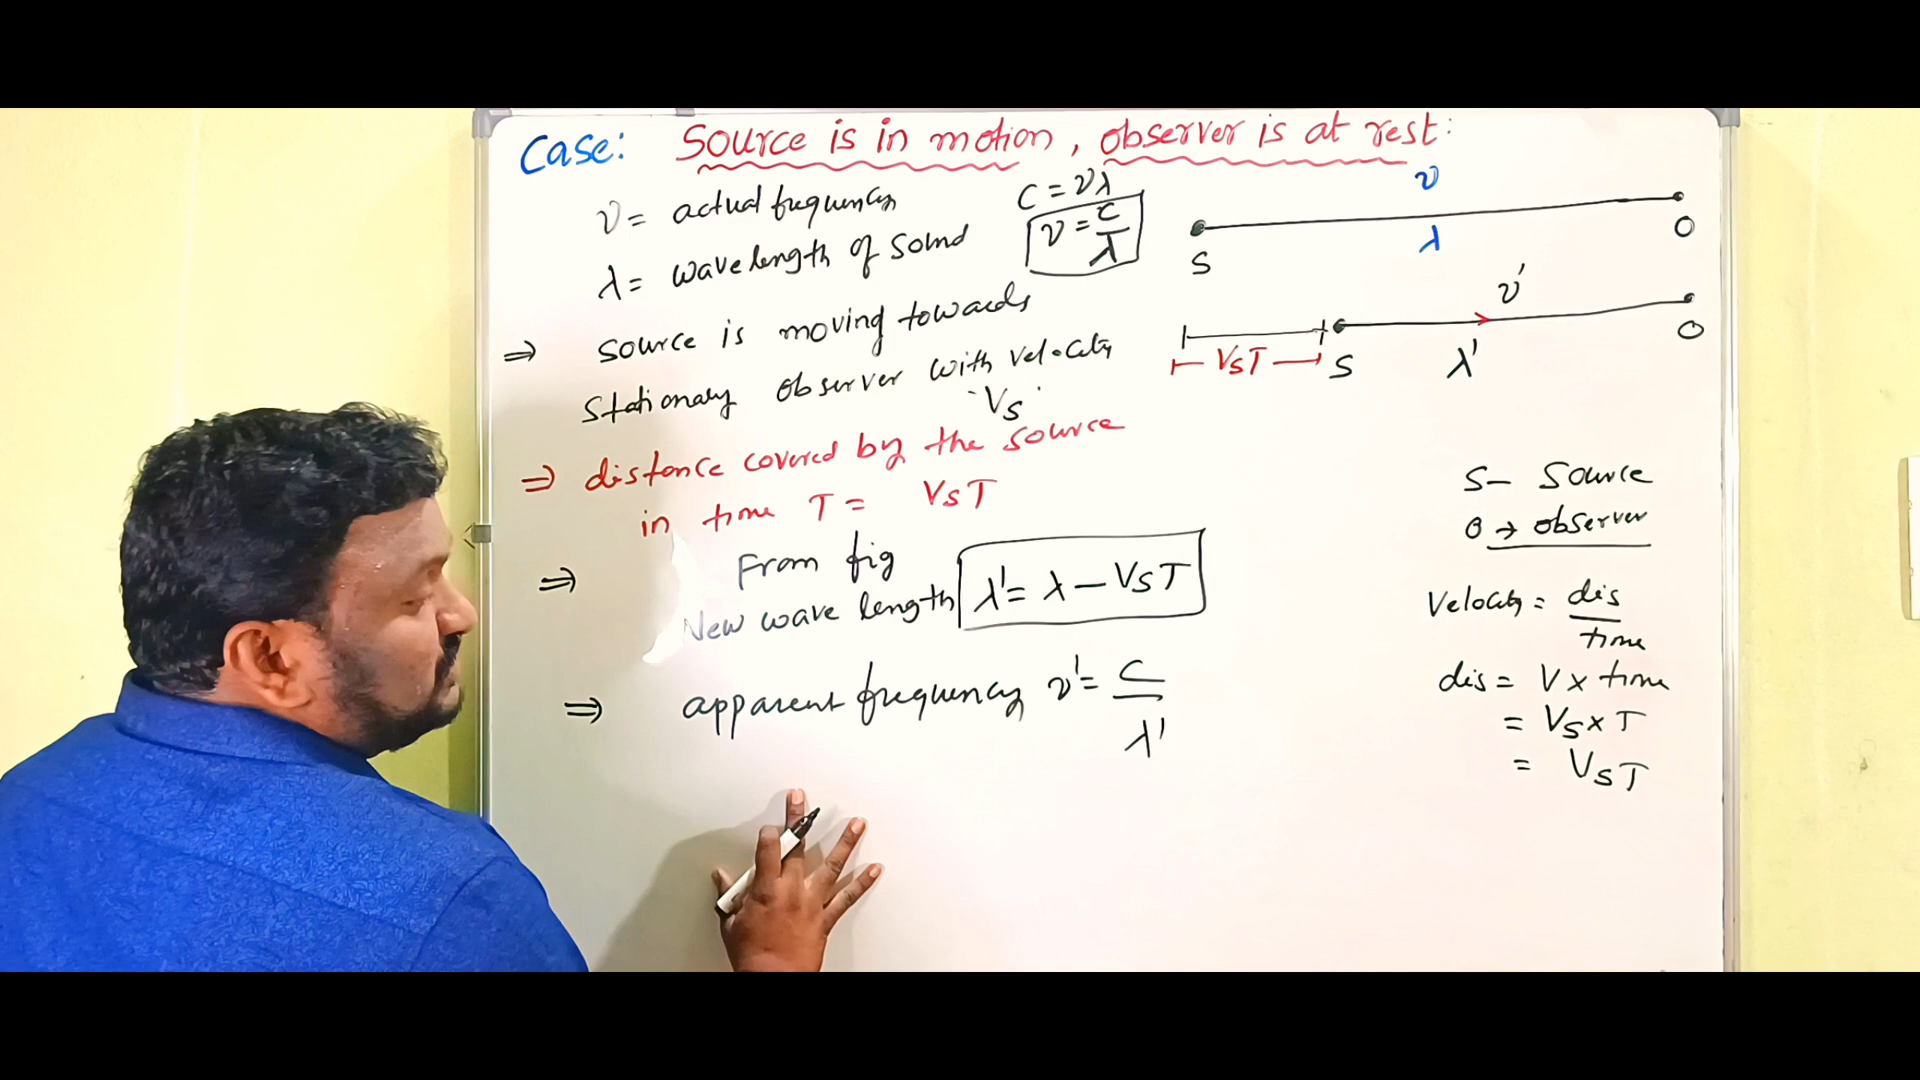 Case: Source is in motion, observer is at rest:
ν = actual frequency
C = νλ
ν = C/λ
λ = wavelength of sound
⇒ source is moving towards
stationary observer with velocity
'Vs'
⇒ distance covered by the source
in time T = VsT
⇒ From fig
New wave length λ' = λ – VsT
⇒ apparent frequency ν' = C/λ'
ν
S O
λ
ν'
VsT S O
λ'
S – Source
O → observer
Velocity = dis/time
dis = V x time
= Vs x T
= VsT